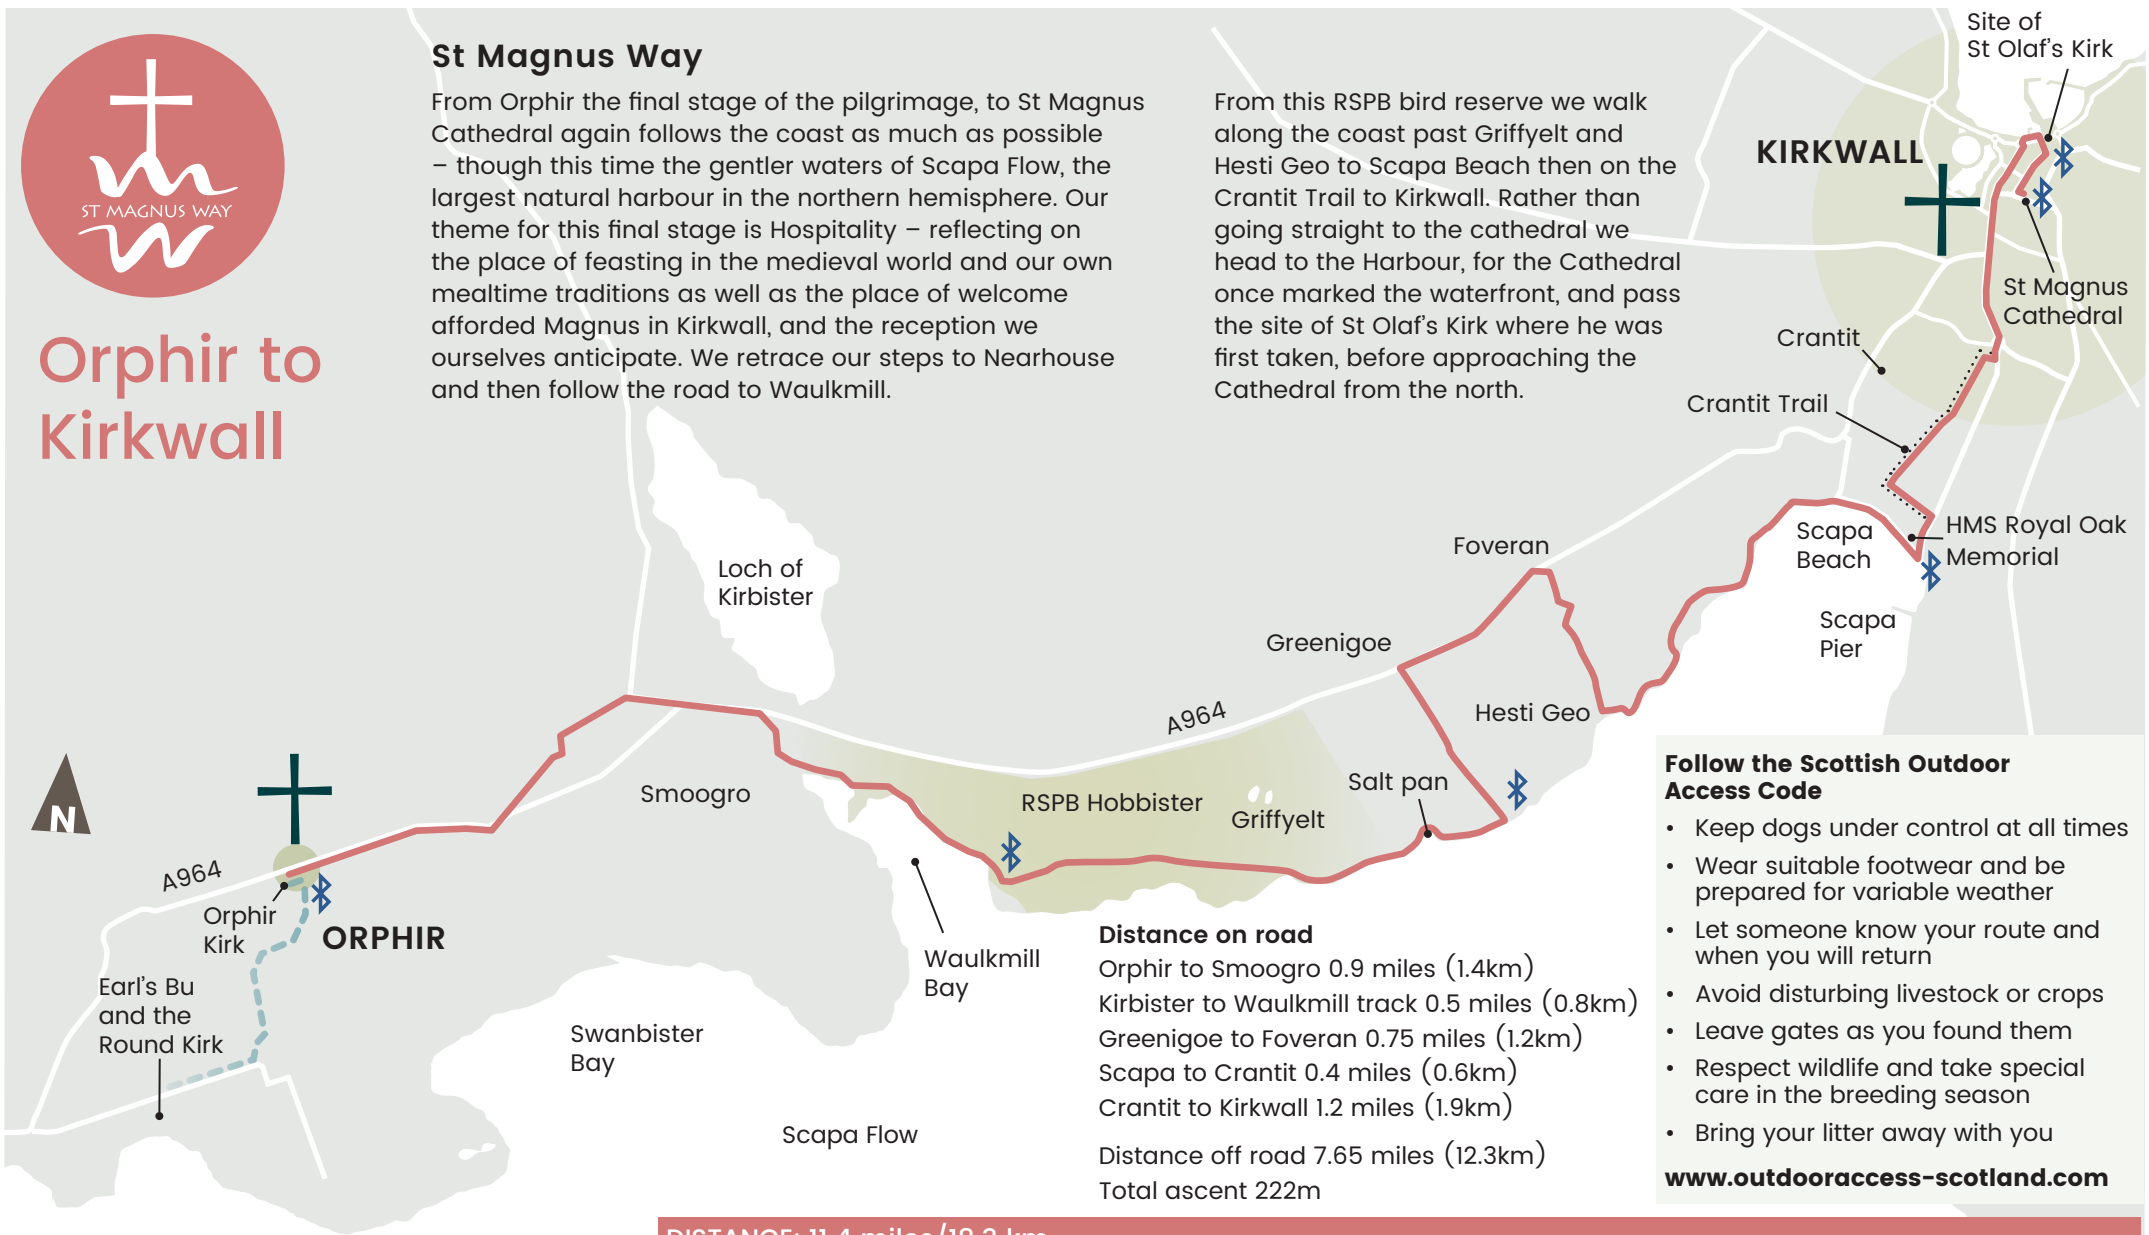 ST MAGNUS WAY
Orphir to
Kirkwall
St Magnus Way
From Orphir the final stage of the pilgrimage, to St Magnus
Cathedral again follows the coast as much as possible
– though this time the gentler waters of Scapa Flow, the
largest natural harbour in the northern hemisphere. Our
theme for this final stage is Hospitality – reflecting on
the place of feasting in the medieval world and our own
mealtime traditions as well as the place of welcome
afforded Magnus in Kirkwall, and the reception we
ourselves anticipate. We retrace our steps to Nearhouse
and then follow the road to Waulkmill.
From this RSPB bird reserve we walk
along the coast past Griffyelt and
Hesti Geo to Scapa Beach then on the
Crantit Trail to Kirkwall. Rather than
going straight to the cathedral we
head to the Harbour, for the Cathedral
once marked the waterfront, and pass
the site of St Olaf's Kirk where he was
first taken, before approaching the
Cathedral from the north.
Site of
St Olaf's Kirk
KIRKWALL
St Magnus
Cathedral
Crantit
Crantit Trail
HMS Royal Oak
Memorial
Scapa
Beach
Scapa
Pier
Foveran
Greenigoe
Hesti Geo
A964
Salt pan
Griffyelt
RSPB Hobbister
Loch of
Kirbister
Smoogro
N
A964
Orphir
Kirk
ORPHIR
Earl's Bu
and the
Round Kirk
Swanbister
Bay
Waulkmill
Bay
Scapa Flow
Distance on road
Orphir to Smoogro 0.9 miles (1.4km)
Kirbister to Waulkmill track 0.5 miles (0.8km)
Greenigoe to Foveran 0.75 miles (1.2km)
Scapa to Crantit 0.4 miles (0.6km)
Crantit to Kirkwall 1.2 miles (1.9km)
Distance off road 7.65 miles (12.3km)
Total ascent 222m
Follow the Scottish Outdoor
Access Code
• Keep dogs under control at all times
• Wear suitable footwear and be
prepared for variable weather
• Let someone know your route and
when you will return
• Avoid disturbing livestock or crops
• Leave gates as you found them
• Respect wildlife and take special
care in the breeding season
• Bring your litter away with you
www.outdooraccess-scotland.com
DISTANCE: 11.4 miles/18.2 km